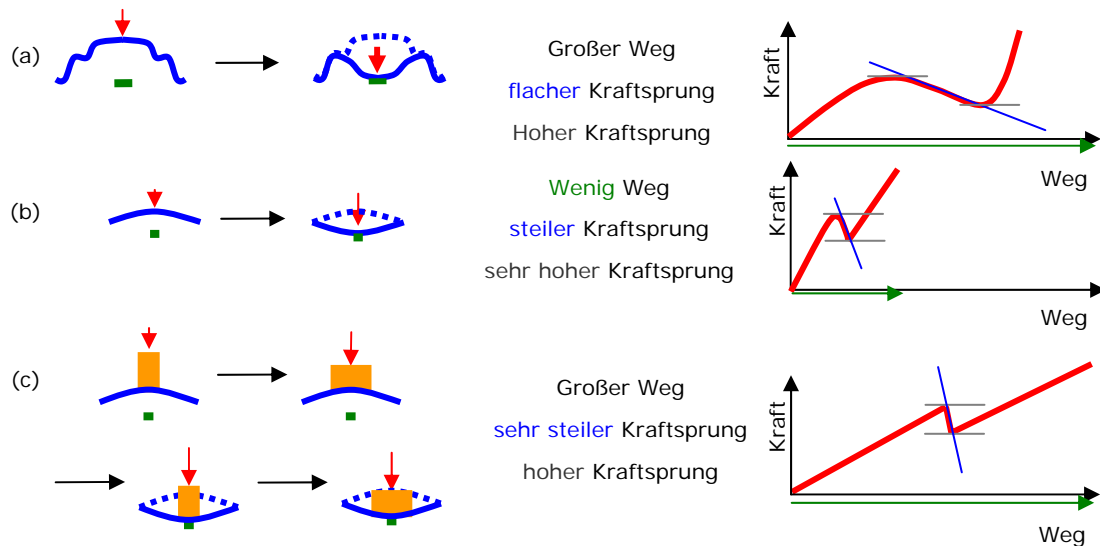 (a)
Großer Weg
flacher Kraftsprung
Hoher Kraftsprung
Kraft
Weg
(b)
Wenig Weg
steiler Kraftsprung
sehr hoher Kraftsprung
Kraft
Weg
(c)
Großer Weg
sehr steiler Kraftsprung
hoher Kraftsprung
Kraft
Weg